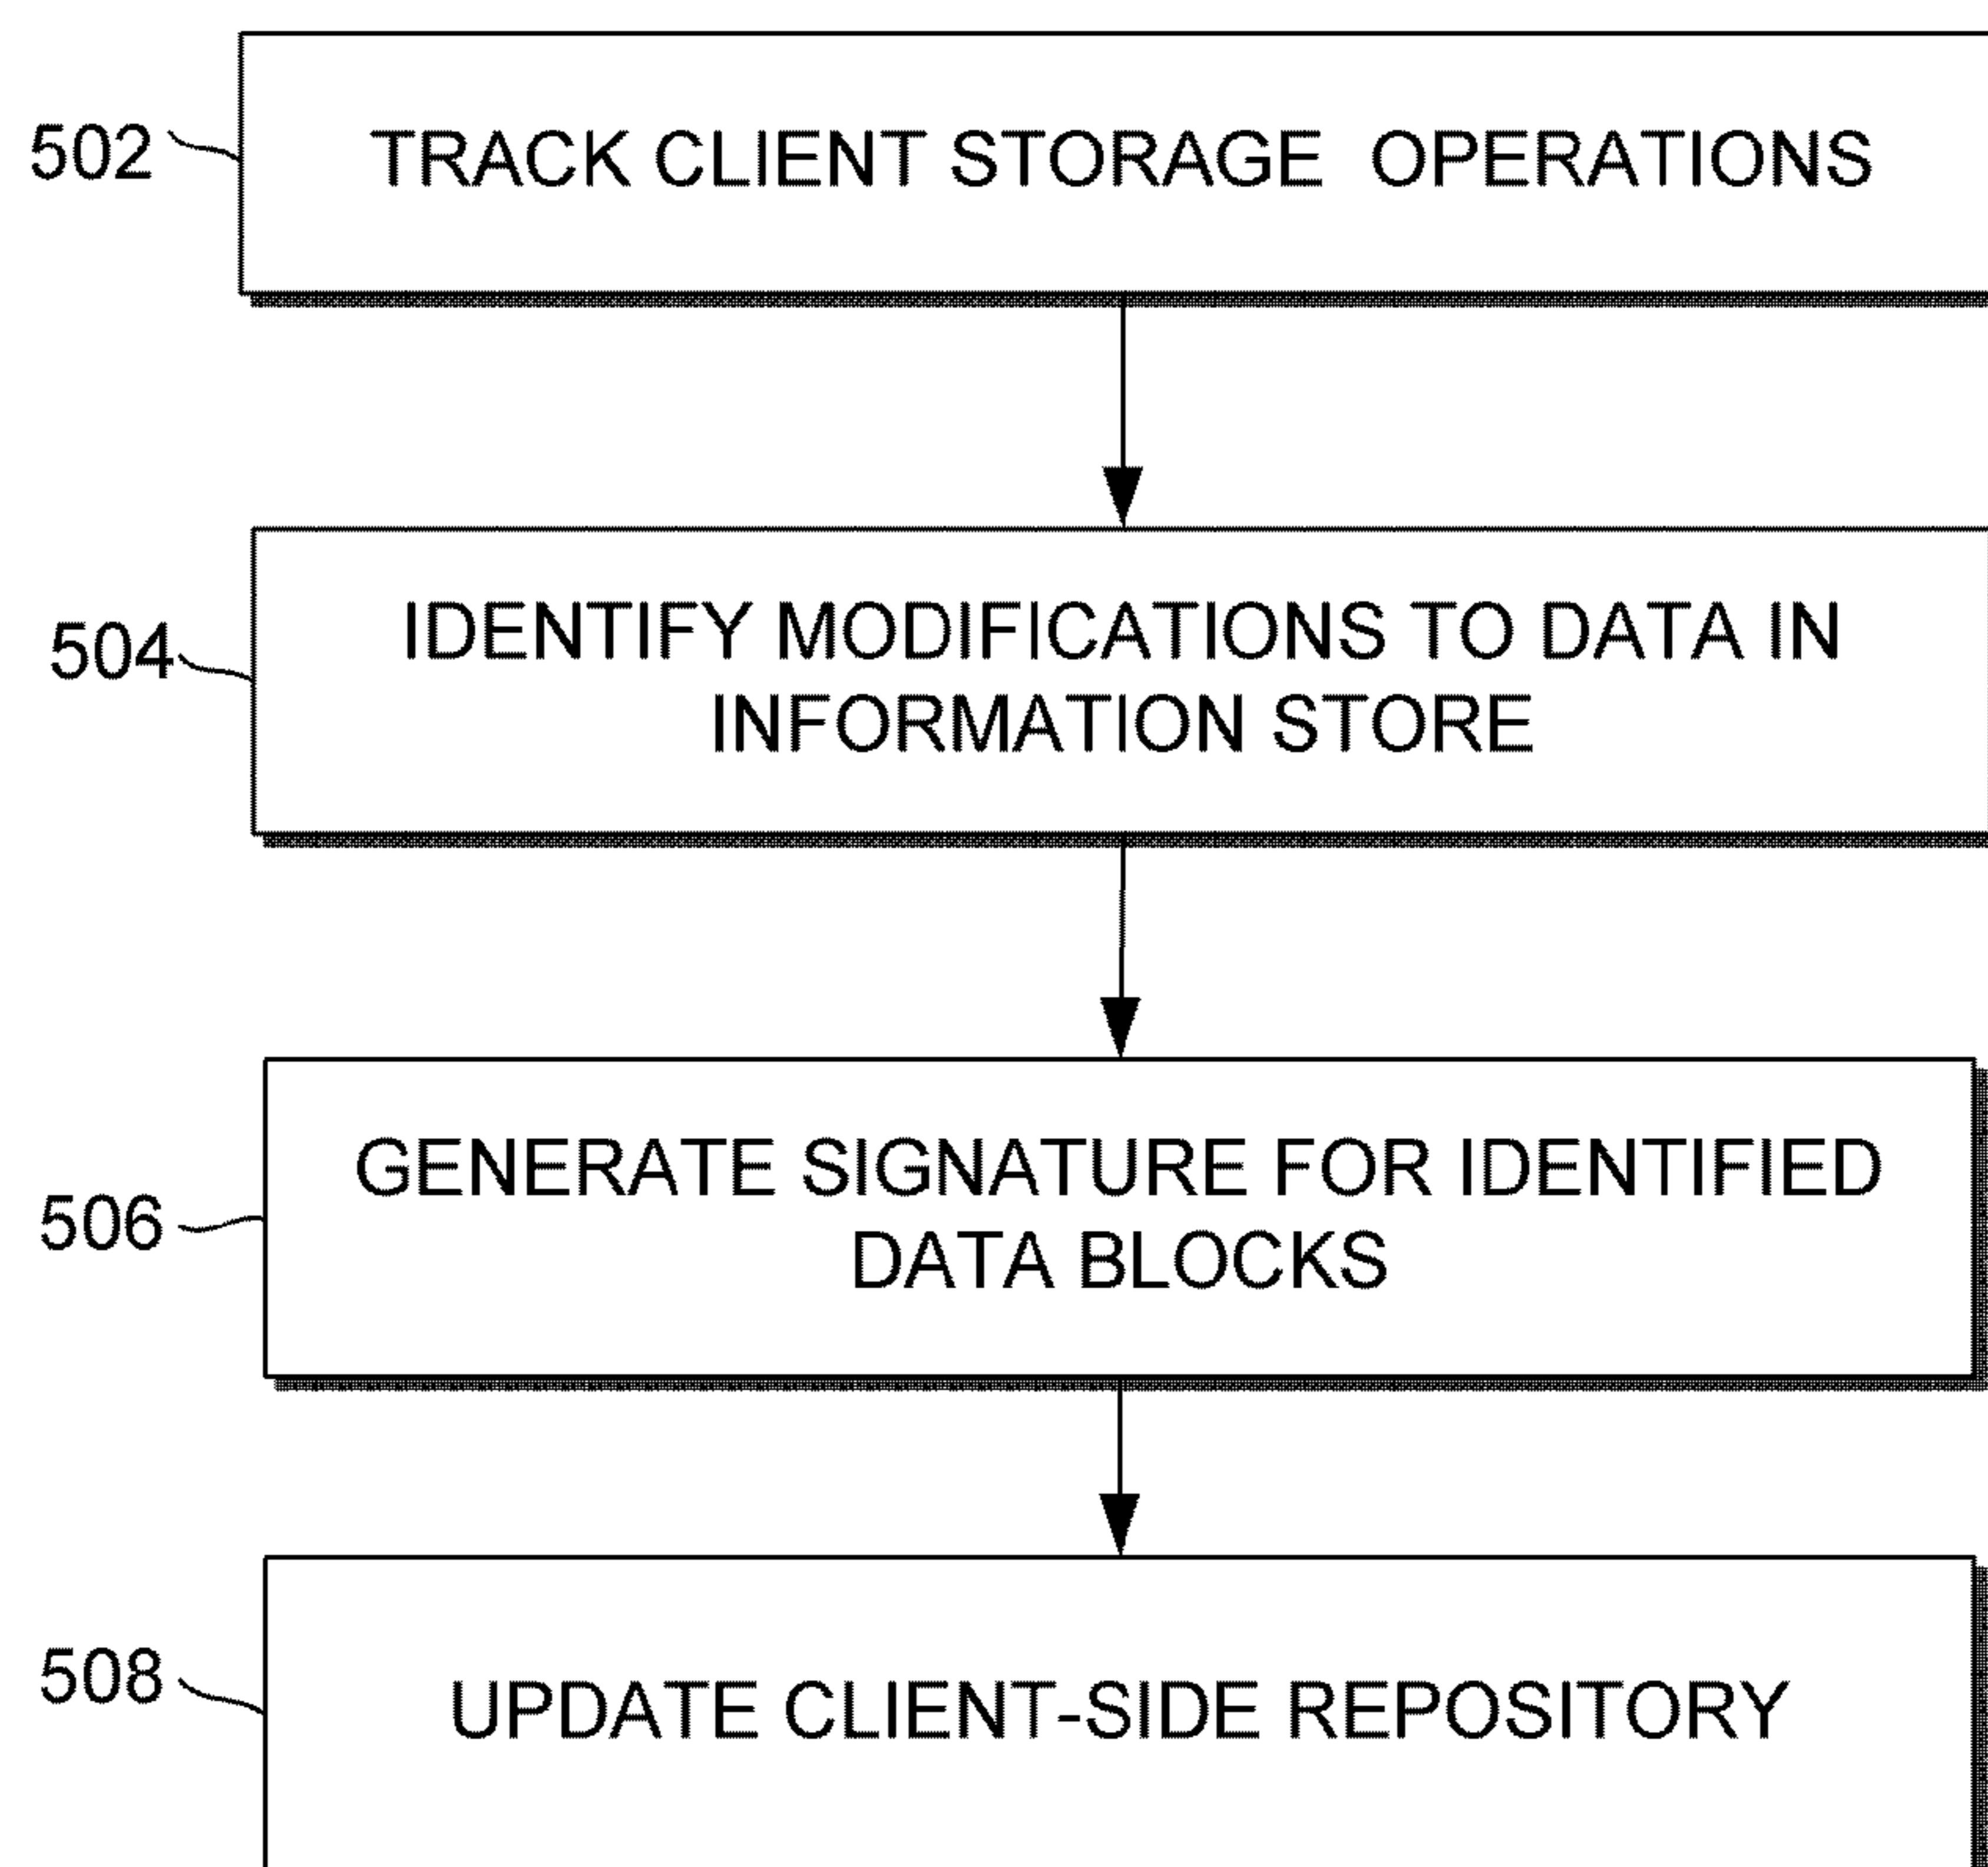 502
TRACK CLIENT STORAGE OPERATIONS
504
IDENTIFY MODIFICATIONS TO DATA IN
INFORMATION STORE
506
GENERATE SIGNATURE FOR IDENTIFIED
DATA BLOCKS
508
UPDATE CLIENT-SIDE REPOSITORY